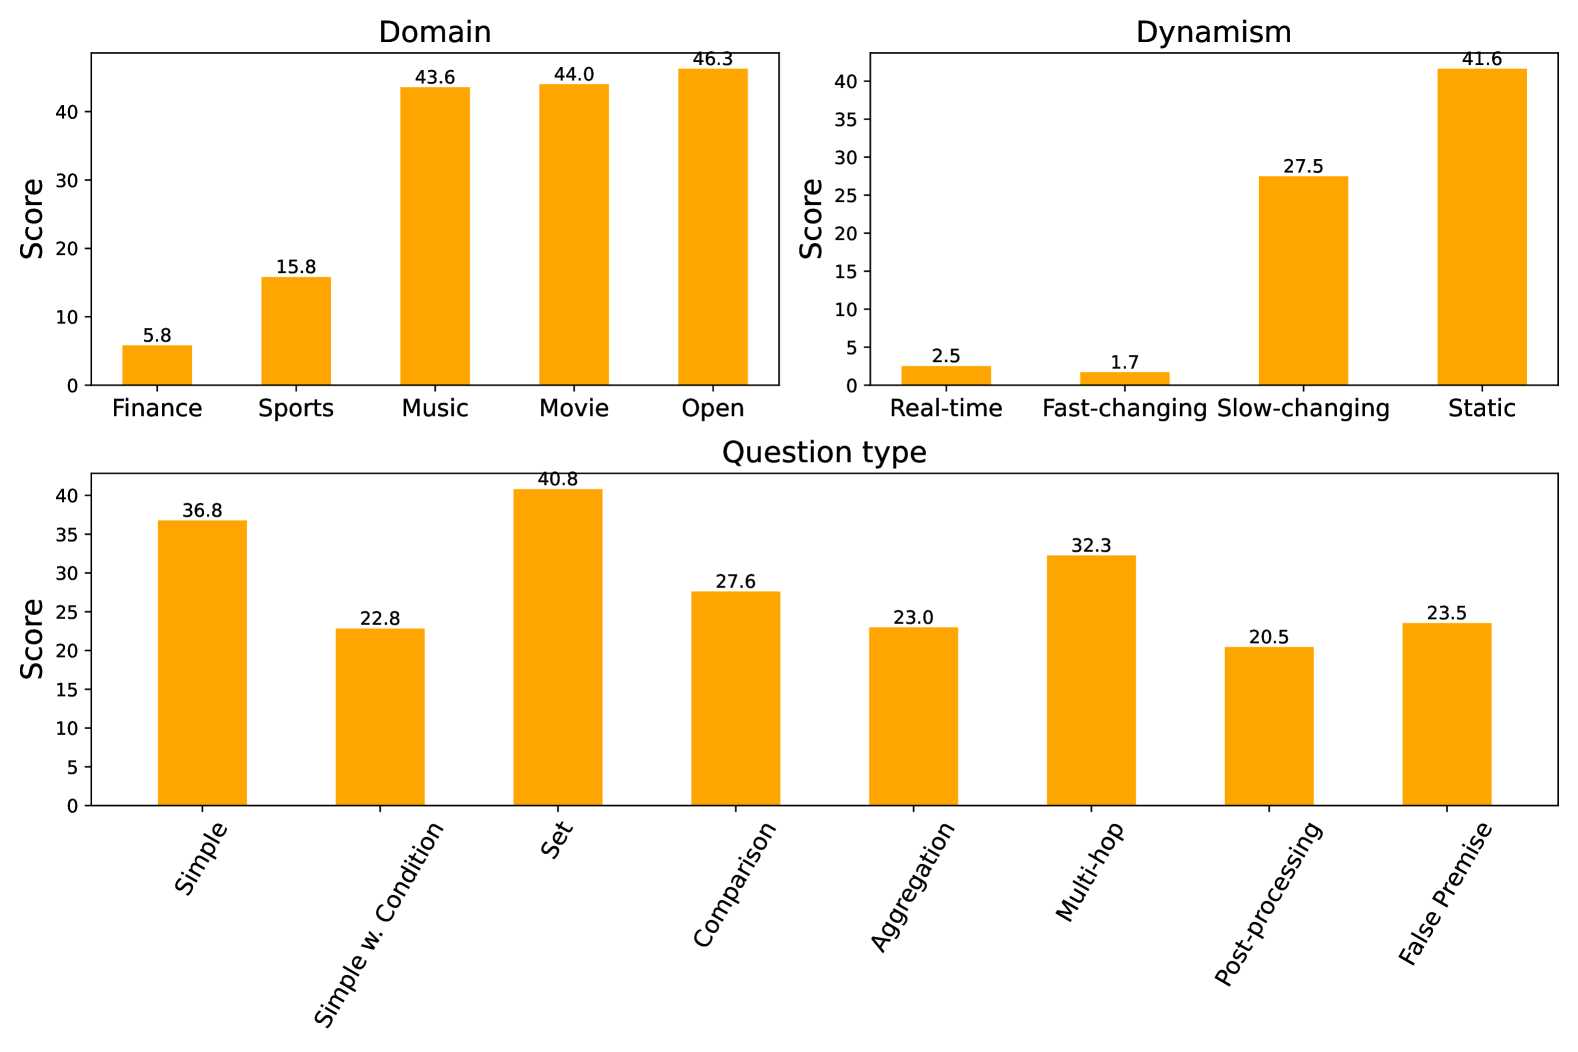 Domain
46.3
44.0
43.6
40
30
Score
20
15.8
10
5.8
0
Finance Sports Music Movie Open
Dynamism
41.6
40
35
30
27.5
25
Score
20
15
10
5
2.5
1.7
0
Real-time Fast-changing Slow-changing Static
Question type
40.8
40
36.8
35
32.3
30
27.6
25
23.5
23.0
22.8
Score
20
20.5
15
10
5
0
Simple
Simple w. Condition
Set
Comparison
Aggregation
Multi-hop
Post-processing
False Premise